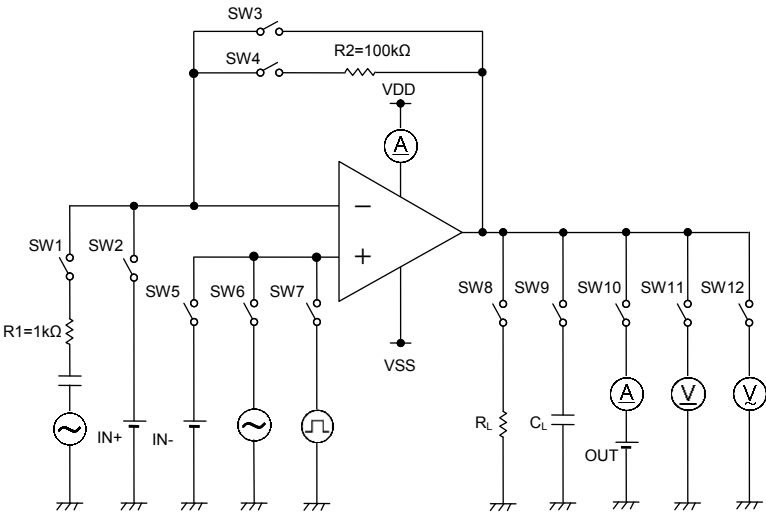 SW3
R2=100kΩ
SW4
VDD
A
−
+
SW1
SW2
SW5
SW6
SW7
SW8
SW9
SW10
SW11
SW12
R1=1kΩ
VSS
A
V
V
IN+
IN-
RL
CL
OUT